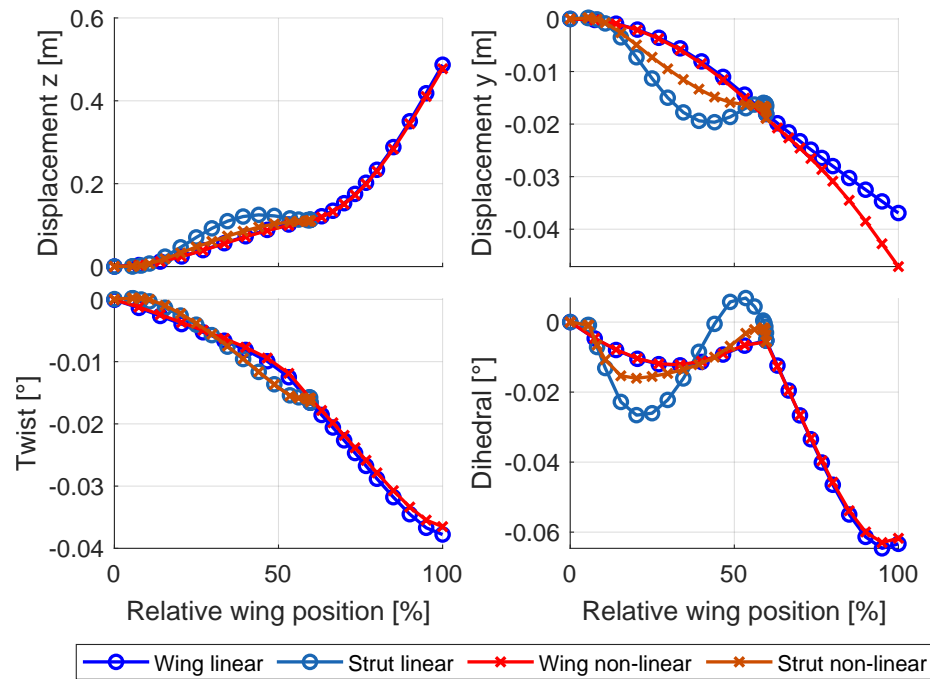 Displacement z [m]
0.6
0.4
0.2
0
Displacement y [m]
0
-0.01
-0.02
-0.03
-0.04
Twist [°]
0
-0.01
-0.02
-0.03
-0.04
0 50 100
Relative wing position [%]
Dihedral [°]
0
-0.02
-0.04
-0.06
0 50 100
Relative wing position [%]
Wing linear Strut linear Wing non-linear Strut non-linear